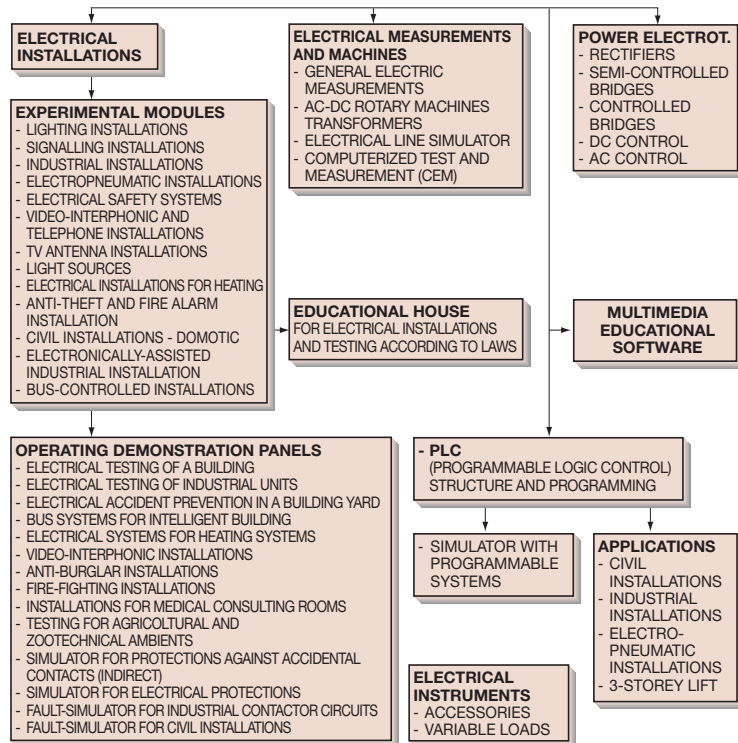 ELECTRICAL
INSTALLATIONS
ELECTRICAL MEASUREMENTS
AND MACHINES
- GENERAL ELECTRIC
MEASUREMENTS
- AC-DC ROTARY MACHINES
TRANSFORMERS
- ELECTRICAL LINE SIMULATOR
- COMPUTERIZED TEST AND
MEASUREMENT (CEM)
POWER ELECTROT.
- RECTIFIERS
- SEMI-CONTROLLED
BRIDGES
- CONTROLLED
BRIDGES
- DC CONTROL
- AC CONTROL
EXPERIMENTAL MODULES
- LIGHTING INSTALLATIONS
- SIGNALLING INSTALLATIONS
- INDUSTRIAL INSTALLATIONS
- ELECTROPNEUMATIC INSTALLATIONS
- ELECTRICAL SAFETY SYSTEMS
- VIDEO-INTERPHONIC AND
TELEPHONE INSTALLATIONS
- TV ANTENNA INSTALLATIONS
- LIGHT SOURCES
- ELECTRICAL INSTALLATIONS FOR HEATING
- ANTI-THEFT AND FIRE ALARM
INSTALLATION
- CIVIL INSTALLATIONS - DOMOTIC
- ELECTRONICALLY-ASSISTED
INDUSTRIAL INSTALLATION
- BUS-CONTROLLED INSTALLATIONS
EDUCATIONAL HOUSE
FOR ELECTRICAL INSTALLATIONS
AND TESTING ACCORDING TO LAWS
MULTIMEDIA
EDUCATIONAL
SOFTWARE
OPERATING DEMONSTRATION PANELS
- ELECTRICAL TESTING OF A BUILDING
- ELECTRICAL TESTING OF INDUSTRIAL UNITS
- ELECTRICAL ACCIDENT PREVENTION IN A BUILDING YARD
- BUS SYSTEMS FOR INTELLIGENT BUILDING
- ELECTRICAL SYSTEMS FOR HEATING SYSTEMS
- VIDEO-INTERPHONIC INSTALLATIONS
- ANTI-BURGLAR INSTALLATIONS
- FIRE-FIGHTING INSTALLATIONS
- INSTALLATIONS FOR MEDICAL CONSULTING ROOMS
- TESTING FOR AGRICOLTURAL AND
ZOOTECHNICAL AMBIENTS
- SIMULATOR FOR PROTECTIONS AGAINST ACCIDENTAL
CONTACTS (INDIRECT)
- SIMULATOR FOR ELECTRICAL PROTECTIONS
- FAULT-SIMULATOR FOR INDUSTRIAL CONTACTOR CIRCUITS
- FAULT-SIMULATOR FOR CIVIL INSTALLATIONS
- PLC
(PROGRAMMABLE LOGIC CONTROL)
STRUCTURE AND PROGRAMMING
- SIMULATOR WITH
PROGRAMMABLE
SYSTEMS
APPLICATIONS
- CIVIL
INSTALLATIONS
- INDUSTRIAL
INSTALLATIONS
- ELECTRO-
PNEUMATIC
INSTALLATIONS
- 3-STOREY LIFT
ELECTRICAL
INSTRUMENTS
- ACCESSORIES
- VARIABLE LOADS